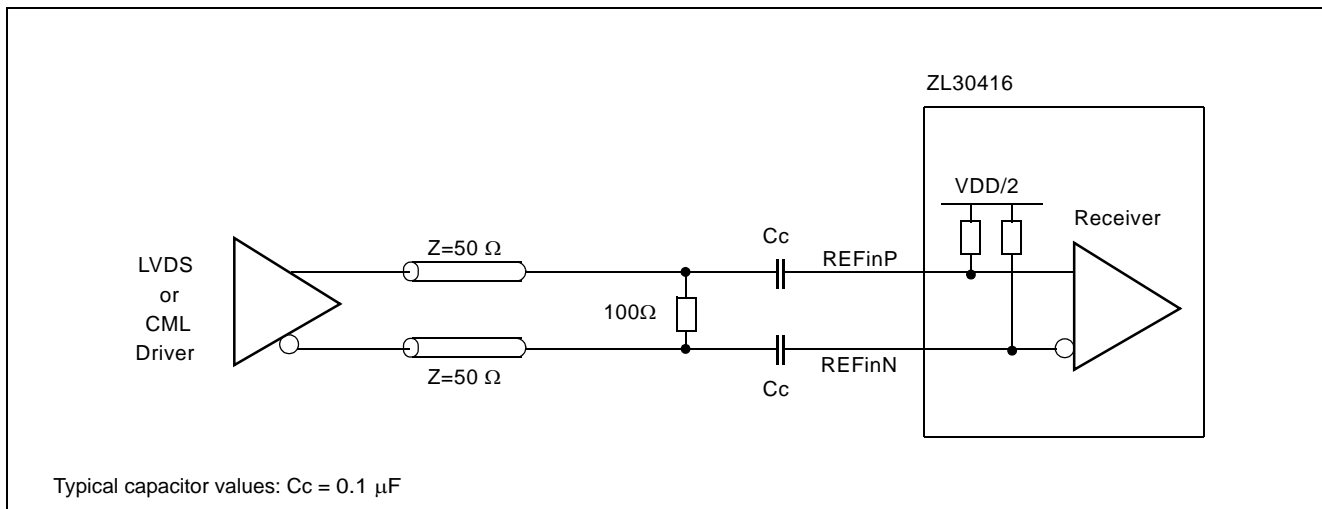 ZL30416
VDD/2
Receiver
Z=50 Ω
Cc
REFinP
LVDS
or
CML
Driver
100Ω
Z=50 Ω
Cc
REFinN
Typical capacitor values: Cc = 0.1 μF